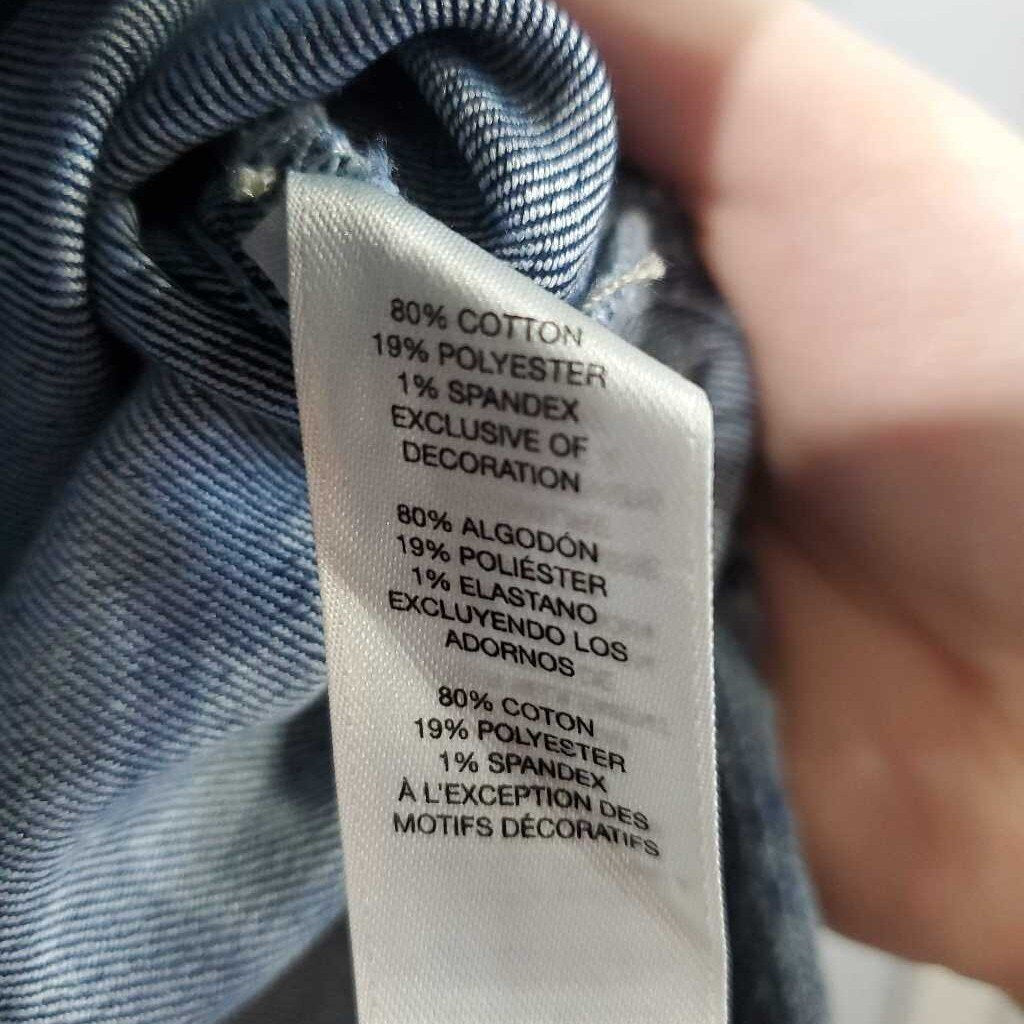 80% COTTON
19% POLYESTER
1% SPANDEX
EXCLUSIVE OF
DECORATION
80% ALGODÓN
19% POLIÉSTER
1% ELASTANO
EXCLUYENDO LOS
ADORNOS
80% COTON
19% POLYESTER
1% SPANDEX
À L'EXCEPTION DES
MOTIFS DÉCORATIFS